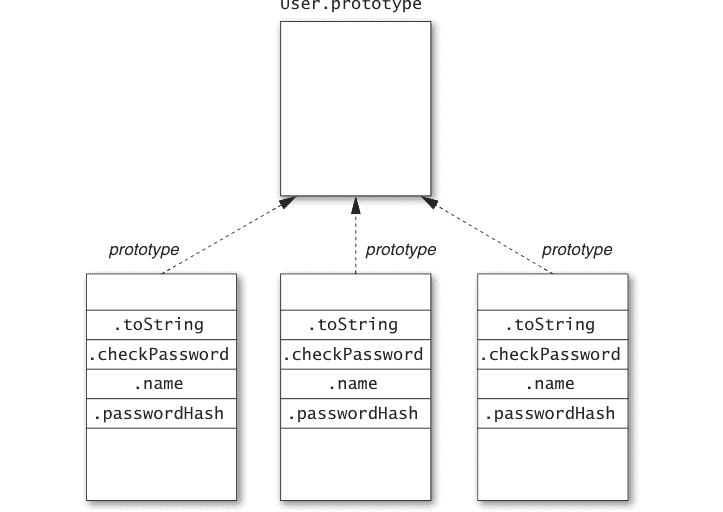 User.prototype
prototype
prototype
prototype
.toString
.toString
.toString
.checkPassword
.checkPassword
.checkPassword
.name
.name
.name
.passwordHash
.passwordHash
.passwordHash